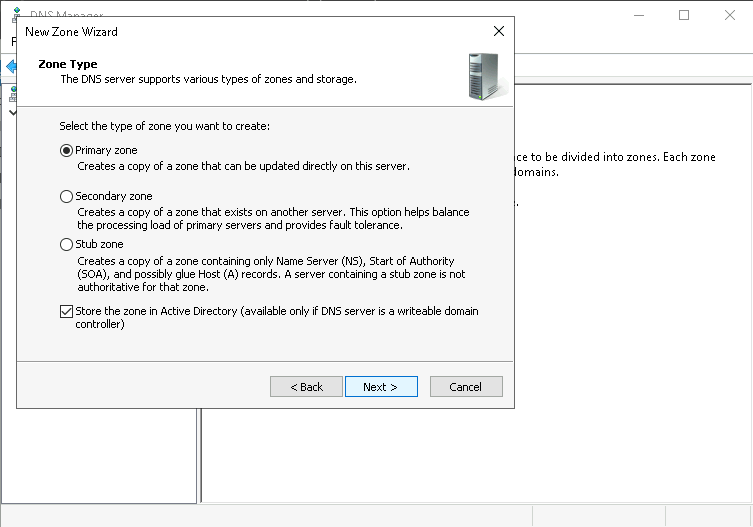 DNS Manager
New Zone Wizard
Zone Type
The DNS server supports various types of zones and storage.
Select the type of zone you want to create:
Primary zone
Creates a copy of a zone that can be updated directly on this server.
Secondary zone
Creates a copy of a zone that exists on another server. This option helps balance
the processing load of primary servers and provides fault tolerance.
Stub zone
Creates a copy of a zone containing only Name Server (NS), Start of Authority
(SOA), and possibly glue Host (A) records. A server containing a stub zone is not
authoritative for that zone.
Store the zone in Active Directory (available only if DNS server is a writeable domain
controller)
< Back
Next >
Cancel
to be divided into zones. Each zone